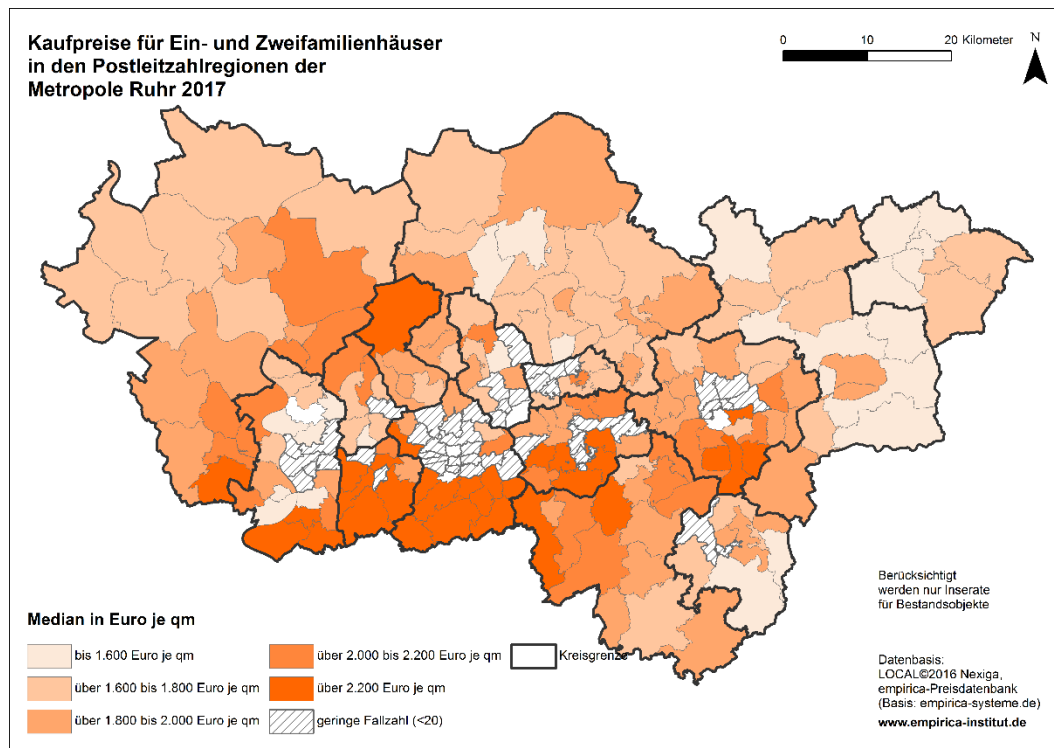 Kaufpreise für Ein- und Zweifamilienhäuser
in den Postleitzahlregionen der
Metropole Ruhr 2017
0 10 20 Kilometer
N
Berücksichtigt
werden nur Inserate
für Bestandsobjekte
Median in Euro je qm
bis 1.600 Euro je qm
über 1.600 bis 1.800 Euro je qm
über 1.800 bis 2.000 Euro je qm
über 2.000 bis 2.200 Euro je qm
über 2.200 Euro je qm
geringe Fallzahl (<20)
Kreisgrenze
Datenbasis:
LOCAL©2016 Nexiga,
empirica-Preisdatenbank
(Basis: empirica-systeme.de)
www.empirica-institut.de